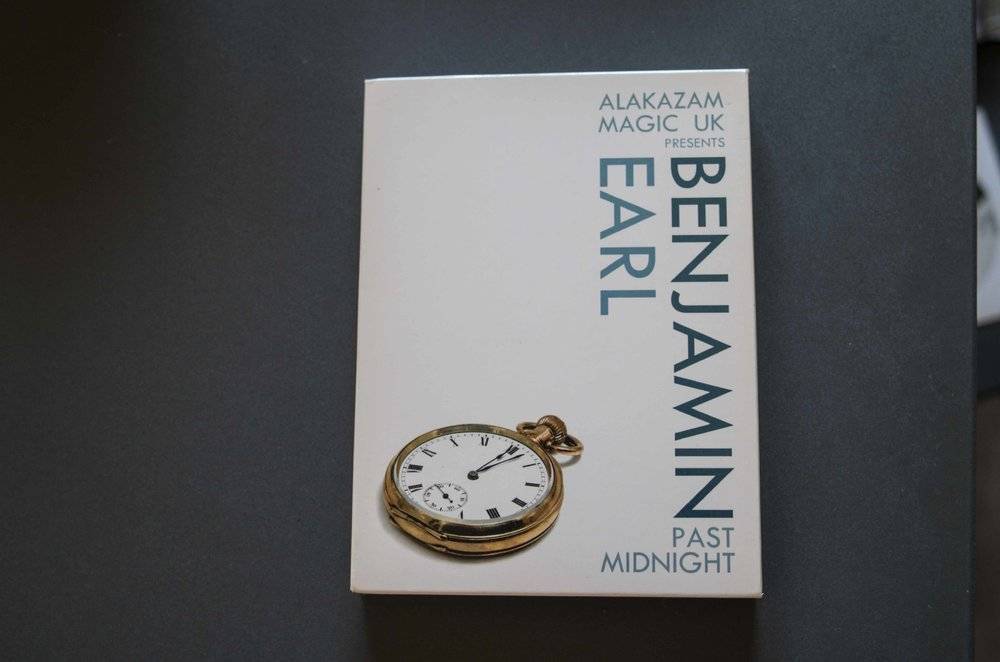 ALAKAZAM
MAGIC UK
PRESENTS
BENJAMIN
EARL
PAST
MIDNIGHT